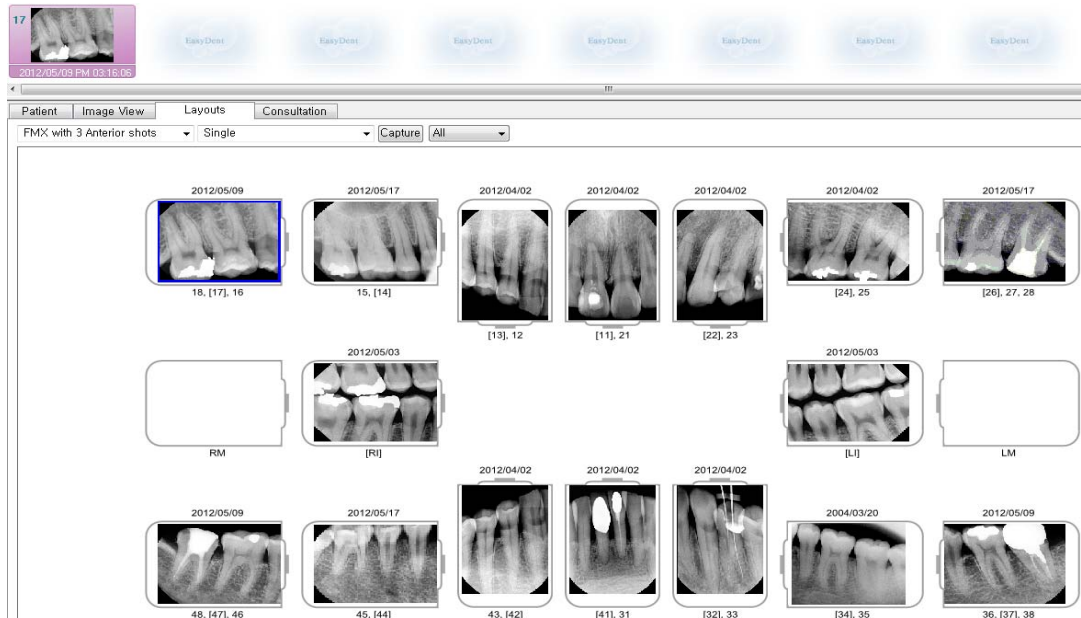 17
2012/05/09 PM 03:16:06
EasyDent EasyDent EasyDent EasyDent EasyDent EasyDent EasyDent
Patient Image View Layouts Consultation
FMX with 3 Anterior shots Single Capture All
2012/05/09 2012/05/17 2012/04/02 2012/04/02 2012/04/02 2012/04/02 2012/05/17
18, [17], 16 15, [14] [24], 25 [26], 27, 28
[13], 12 [11], 21 [22], 23
2012/05/03 2012/05/03
RM [RI] [LI] LM
2012/04/02 2012/04/02 2012/04/02
2012/05/09 2012/05/17 2004/03/20 2012/05/09
48, [47], 46 45, [44] 43, [42] [41], 31 [32], 33 [34], 35 36, [37], 38